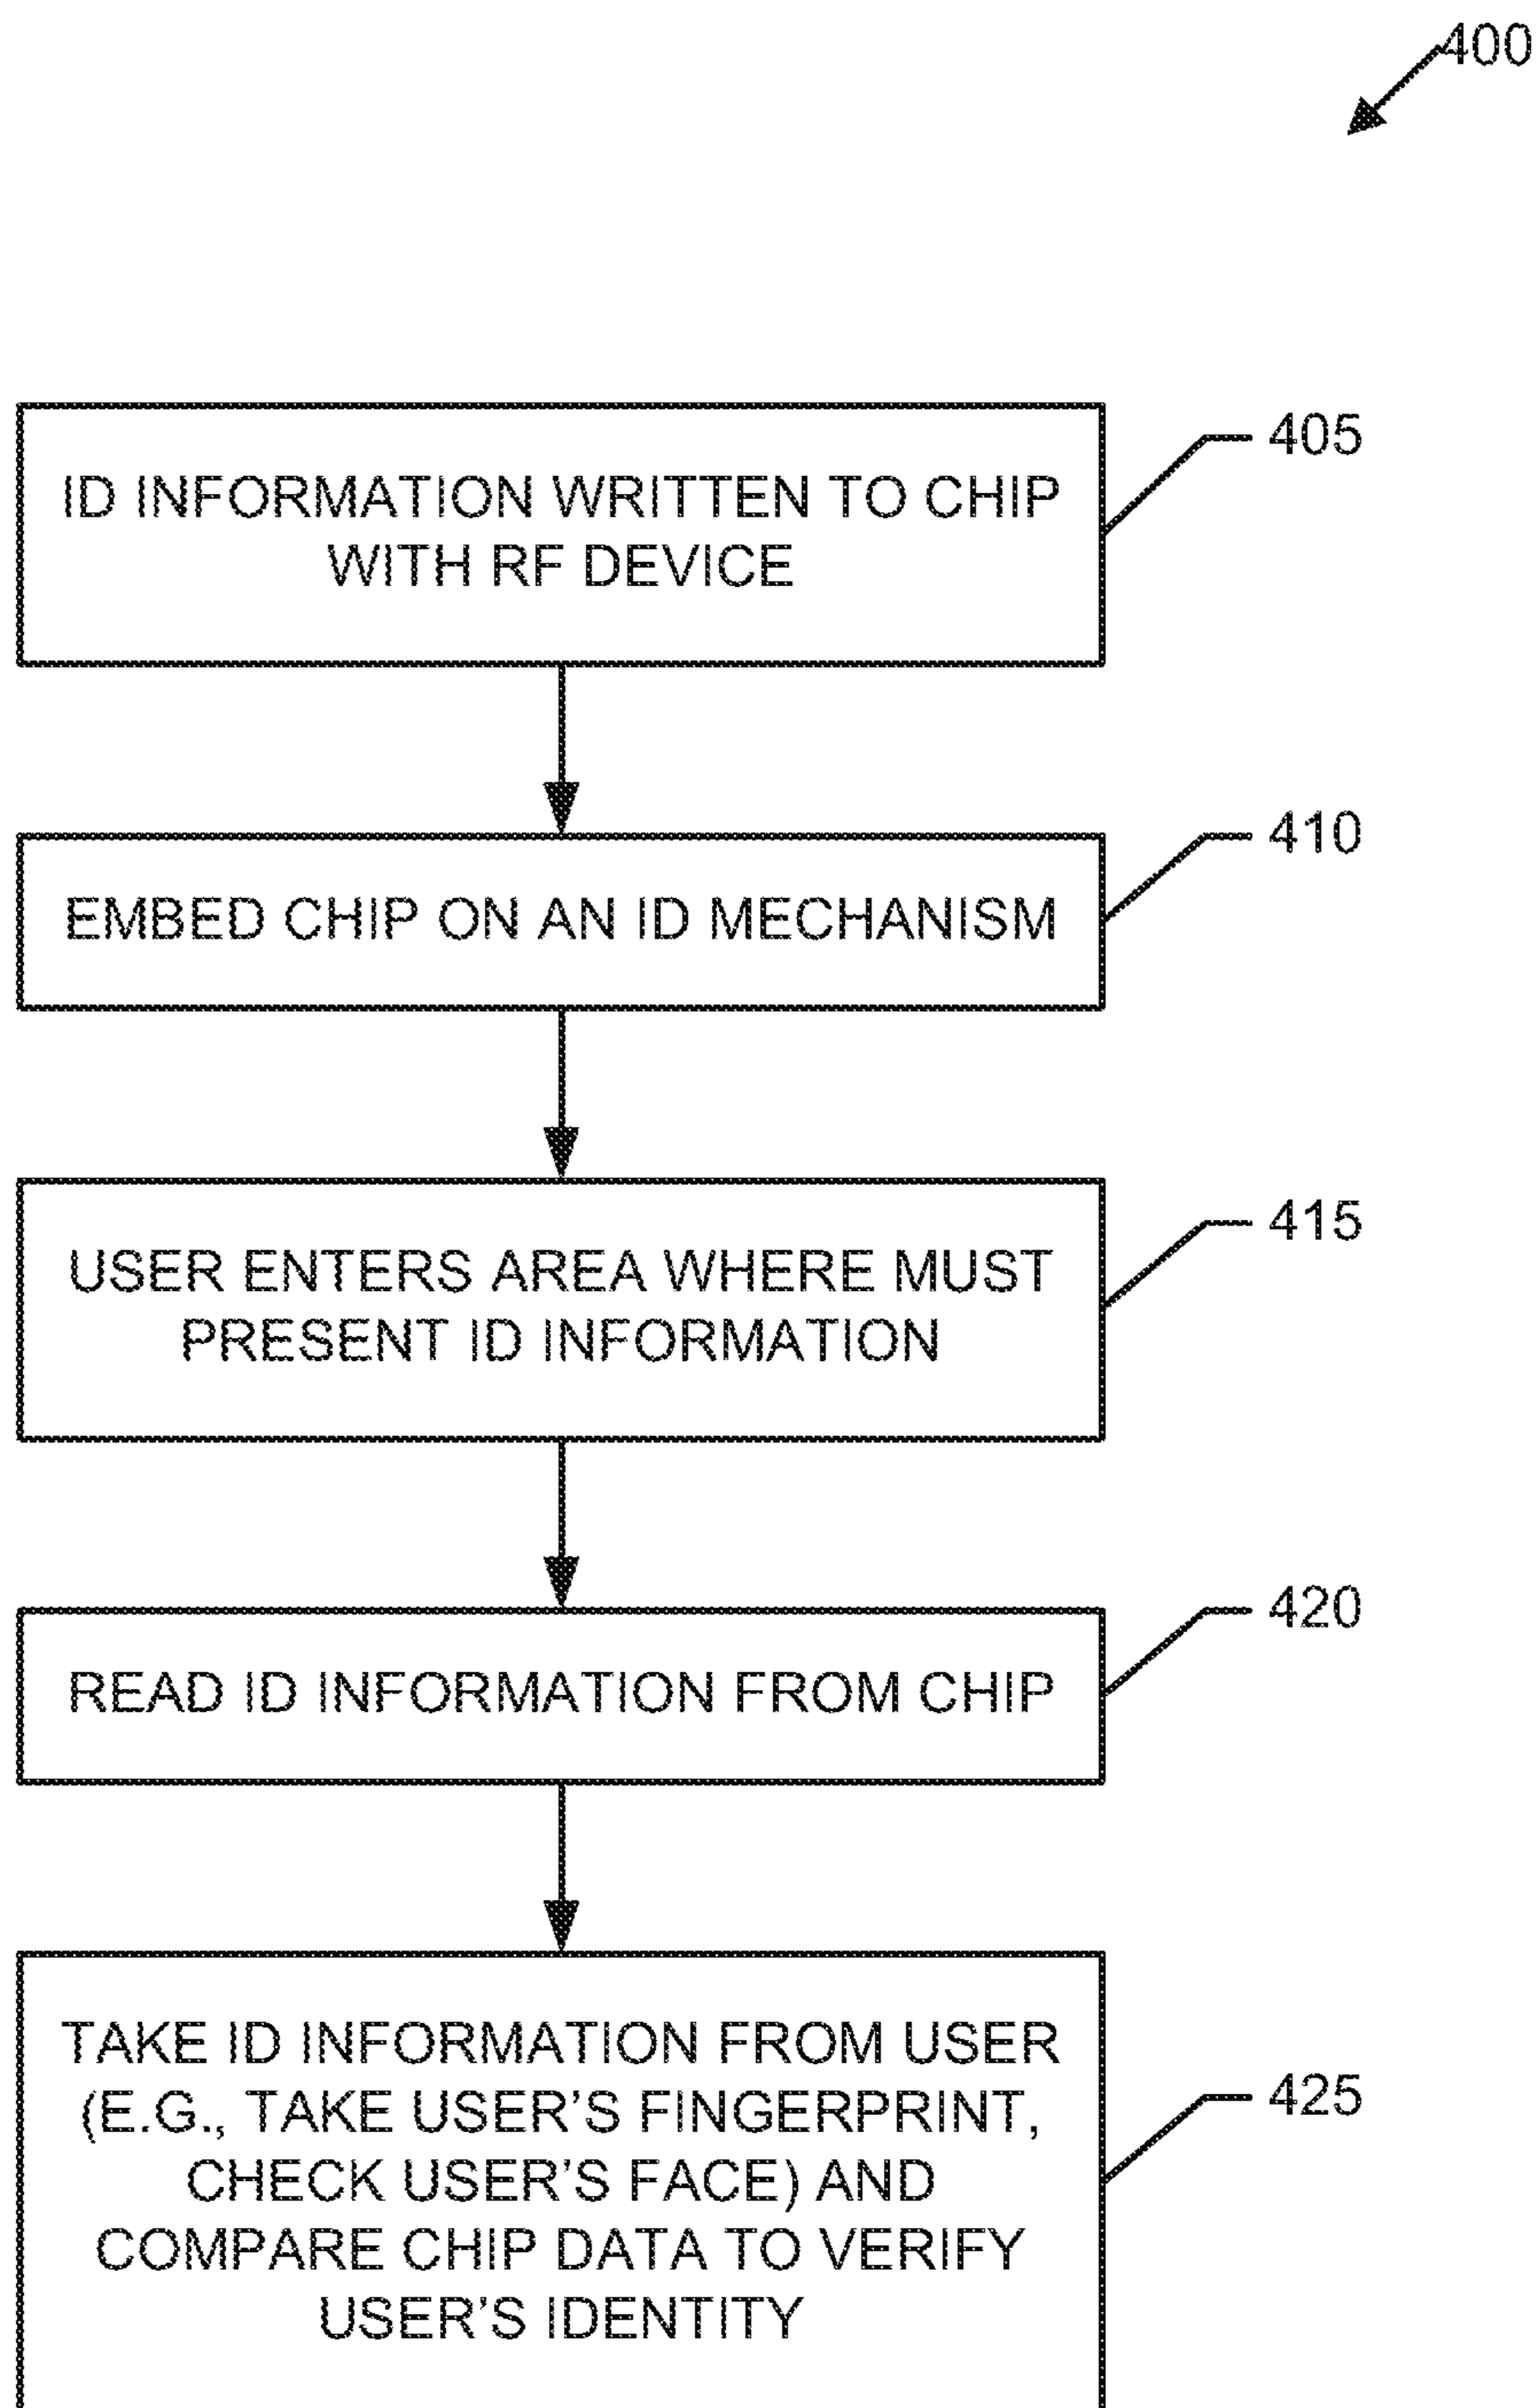 400
ID INFORMATION WRITTEN TO CHIP
WITH RF DEVICE
405
EMBED CHIP ON AN ID MECHANISM
410
USER ENTERS AREA WHERE MUST
PRESENT ID INFORMATION
415
READ ID INFORMATION FROM CHIP
420
TAKE ID INFORMATION FROM USER
(E.G., TAKE USER'S FINGERPRINT,
CHECK USER'S FACE) AND
COMPARE CHIP DATA TO VERIFY
USER'S IDENTITY
425